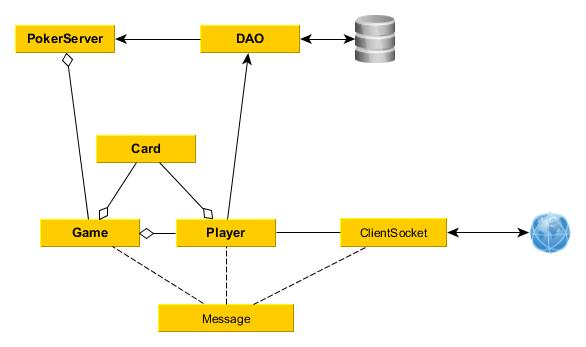 PokerServer
DAO
Card
Game
Player
ClientSocket
Message